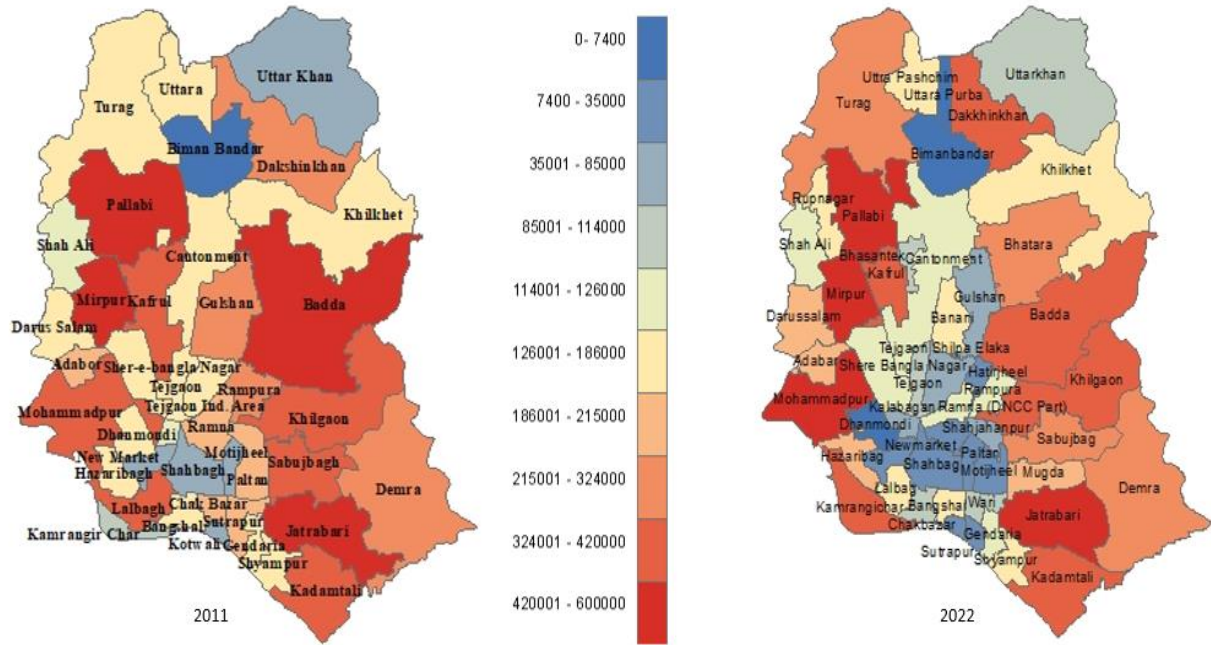 Uttar Khan
Uttara
Turag
Biman Bandar
Dakshinkhan
Pallabi
Khilkhet
Shah Ali
Cantonment
Mirpur
Kafrul
Gulshan
Badda
Darus Salam
Adabor
Sher-e-bangla Nagar
Tejgaon
Rampura
Mohammadpur
Tejgaon Ind. Area
Khilgaon
Ramna
Dhanmondi
New Market
Motijheel
Sabujbagh
Hazaribagh
Shahbagh
Paltan
Demra
Lalbagh
Chak Bazar
Kamrangir Char
Bangshal
Sutrapur
Jatrabari
Kotwali
Gendaria
Shyampur
Kadamtali
2011
0- 7400
7400 - 35000
35001 - 85000
85001 - 114000
114001 - 126000
126001 - 186000
186001 - 215000
215001 - 324000
324001 - 420000
420001 - 600000
Uttarkhan
Uttra Pashchim
Uttara Purba
Turag
Dakkhinkhan
Bimanbandar
Khilkhet
Rupnagar
Pallabi
Shah Ali
Bhatara
Bhasantek
Cantonment
Kafrul
Mirpur
Gulshan
Banani
Badda
Darussalam
Tejgaon Shilpa Elaka
Adabar
Shere Bangla Nagar
Hatirjheel
Khilgaon
Tejgaon
Rampura
Mohammadpur
Kalabagan
Ramna (DNCC Part)
Dhanmondi
Newmarket
Shahjahanpur
Sabujbag
Hazaribag
Shahbag
Paltan
Motijheel
Mugda
Lalbag
Demra
Kamrangichar
Bangshal
Wari
Jatrabari
Chakbazar
Gendaria
Sutrapur
Shyampur
Kadamtali
2022